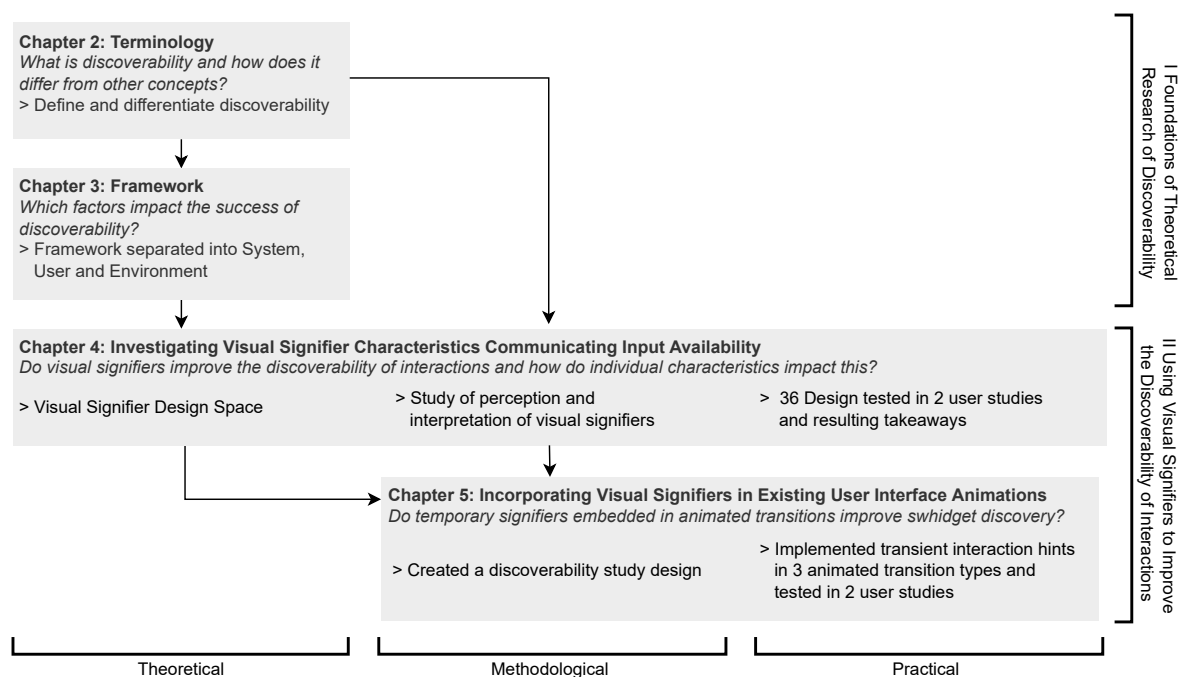 Chapter 2: Terminology
What is discoverability and how does it
differ from other concepts?
> Define and differentiate discoverability
Chapter 3: Framework
Which factors impact the success of
discoverability?
> Framework separated into System,
User and Environment
I Foundations of Theoretical
Research of Discoverability
Chapter 4: Investigating Visual Signifier Characteristics Communicating Input Availability
Do visual signifiers improve the discoverability of interactions and how do individual characteristics impact this?
> Visual Signifier Design Space
> Study of perception and
interpretation of visual signifiers
> 36 Design tested in 2 user studies
and resulting takeaways
Chapter 5: Incorporating Visual Signifiers in Existing User Interface Animations
Do temporary signifiers embedded in animated transitions improve swhidget discovery?
> Created a discoverability study design
> Implemented transient interaction hints
in 3 animated transition types and
tested in 2 user studies
II Using Visual Signifiers to Improve
the Discoverability of Interactions
Theoretical
Methodological
Practical